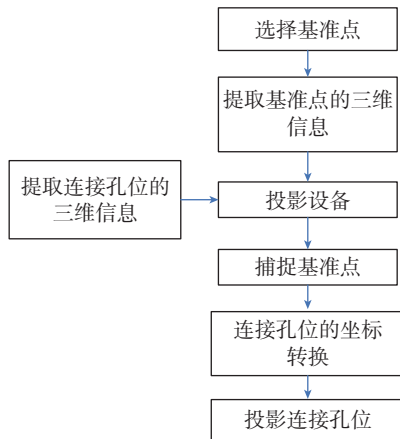 选择基准点
提取基准点的三维
信息
提取连接孔位的
三维信息
投影设备
捕捉基准点
连接孔位的坐标
转换
投影连接孔位